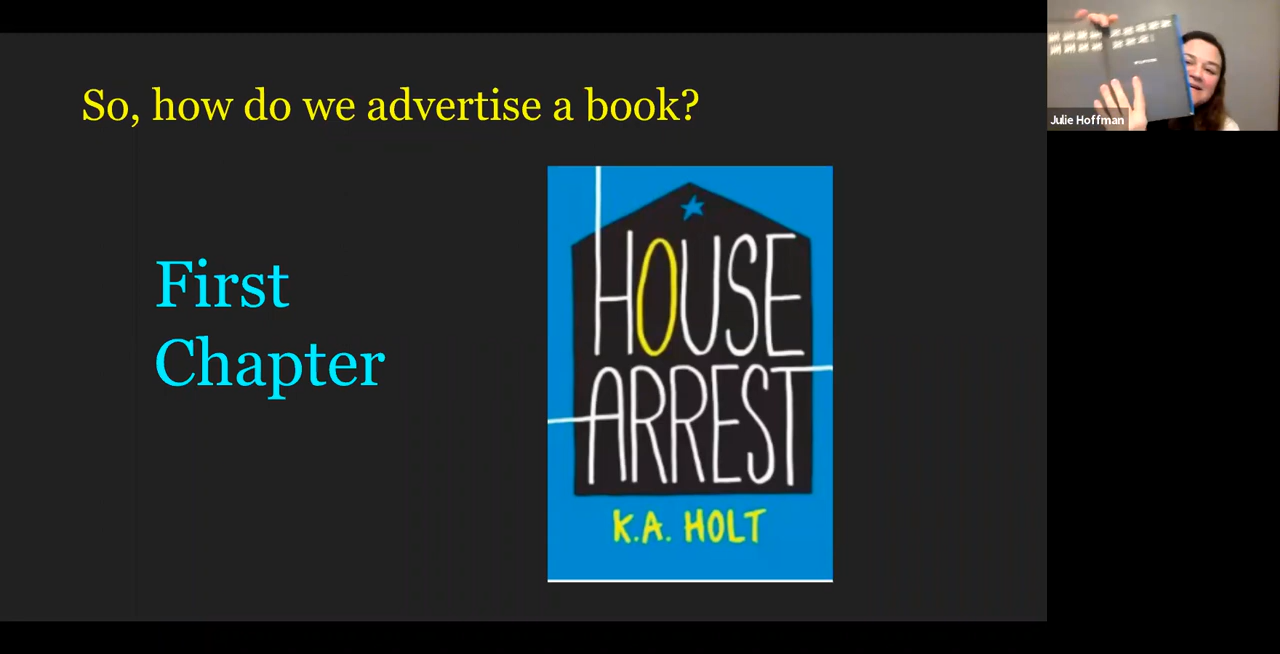 So, how do we advertise a book?
First
Chapter
HOUSE
ARREST
K.A. HOLT
Julie Hoffman